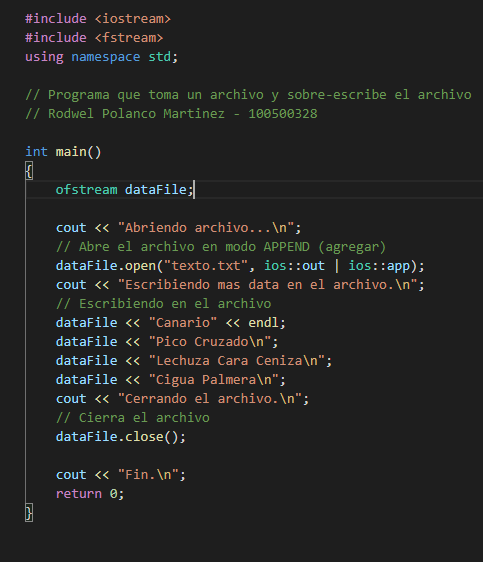 #include <iostream>
#include <fstream>
using namespace std;
// Programa que toma un archivo y sobre-escribe el archivo
// Rodwel Polanco Martinez - 100500328
int main()
{
ofstream dataFile;
cout << "Abriendo archivo...\n";
// Abre el archivo en modo APPEND (agregar)
dataFile.open("texto.txt", ios::out | ios::app);
cout << "Escribiendo mas data en el archivo.\n";
// Escribiendo en el archivo
dataFile << "Canario" << endl;
dataFile << "Pico Cruzado\n";
dataFile << "Lechuza Cara Ceniza\n";
dataFile << "Cigua Palmera\n";
cout << "Cerrando el archivo.\n";
// Cierra el archivo
dataFile.close();
cout << "Fin.\n";
return 0;
}